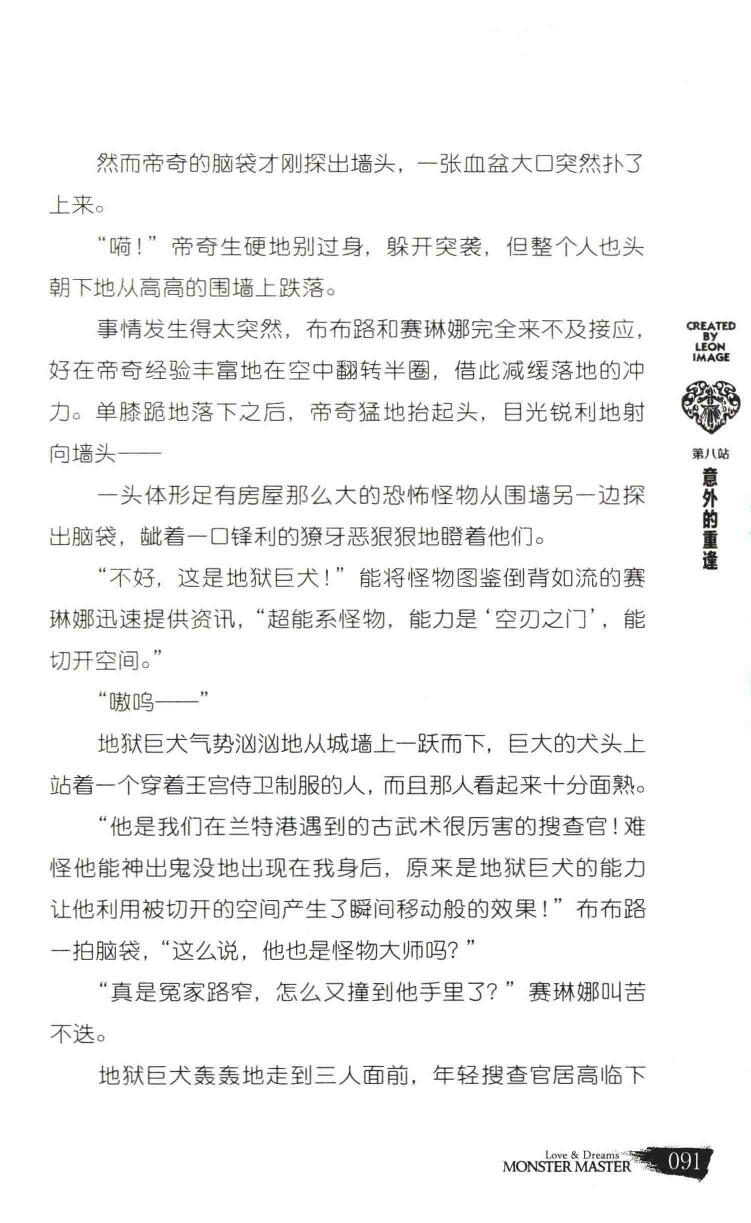 然而帝奇的脑袋才刚探出墙头，一张血盆大口突然扑了
上来。
“嗬！”帝奇生硬地别过身，躲开突袭，但整个人也头
朝下地从高高的围墙上跌落。
事情发生得太突然，布布路和赛琳娜完全来不及接应，
好在帝奇经验丰富地在空中翻转半圈，借此减缓落地的冲
力。单膝跪地落下之后，帝奇猛地抬起头，目光锐利地射
向墙头——
一头体形足有房屋那么大的恐怖怪物从围墙另一边探
出脑袋，龇着一口锋利的獠牙恶狠狠地瞪着他们。
“不好，这是地狱巨犬！”能将怪物图鉴倒背如流的赛
琳娜迅速提供资讯，“超能系怪物，能力是‘空刃之门’，能
切开空间。”
“嗷呜——”
地狱巨犬气势汹汹地从城墙上一跃而下，巨大的犬头上
站着一个穿着王宫侍卫制服的人，而且那人看起来十分面熟。
“他是我们在兰特港遇到的古武术很厉害的搜查官！难
怪他能神出鬼没地出现在我身后，原来是地狱巨犬的能力
让他利用被切开的空间产生了瞬间移动般的效果！”布布路
一拍脑袋，“这么说，他也是怪物大师吗？”
“真是冤家路窄，怎么又撞到他手里了？”赛琳娜叫苦
不迭。
地狱巨犬轰轰地走到三人面前，年轻搜查官居高临下
CREATED
BY
LEON
IMAGE
第八站
意外的重逢
Love & Dreams
MONSTER MASTER
091